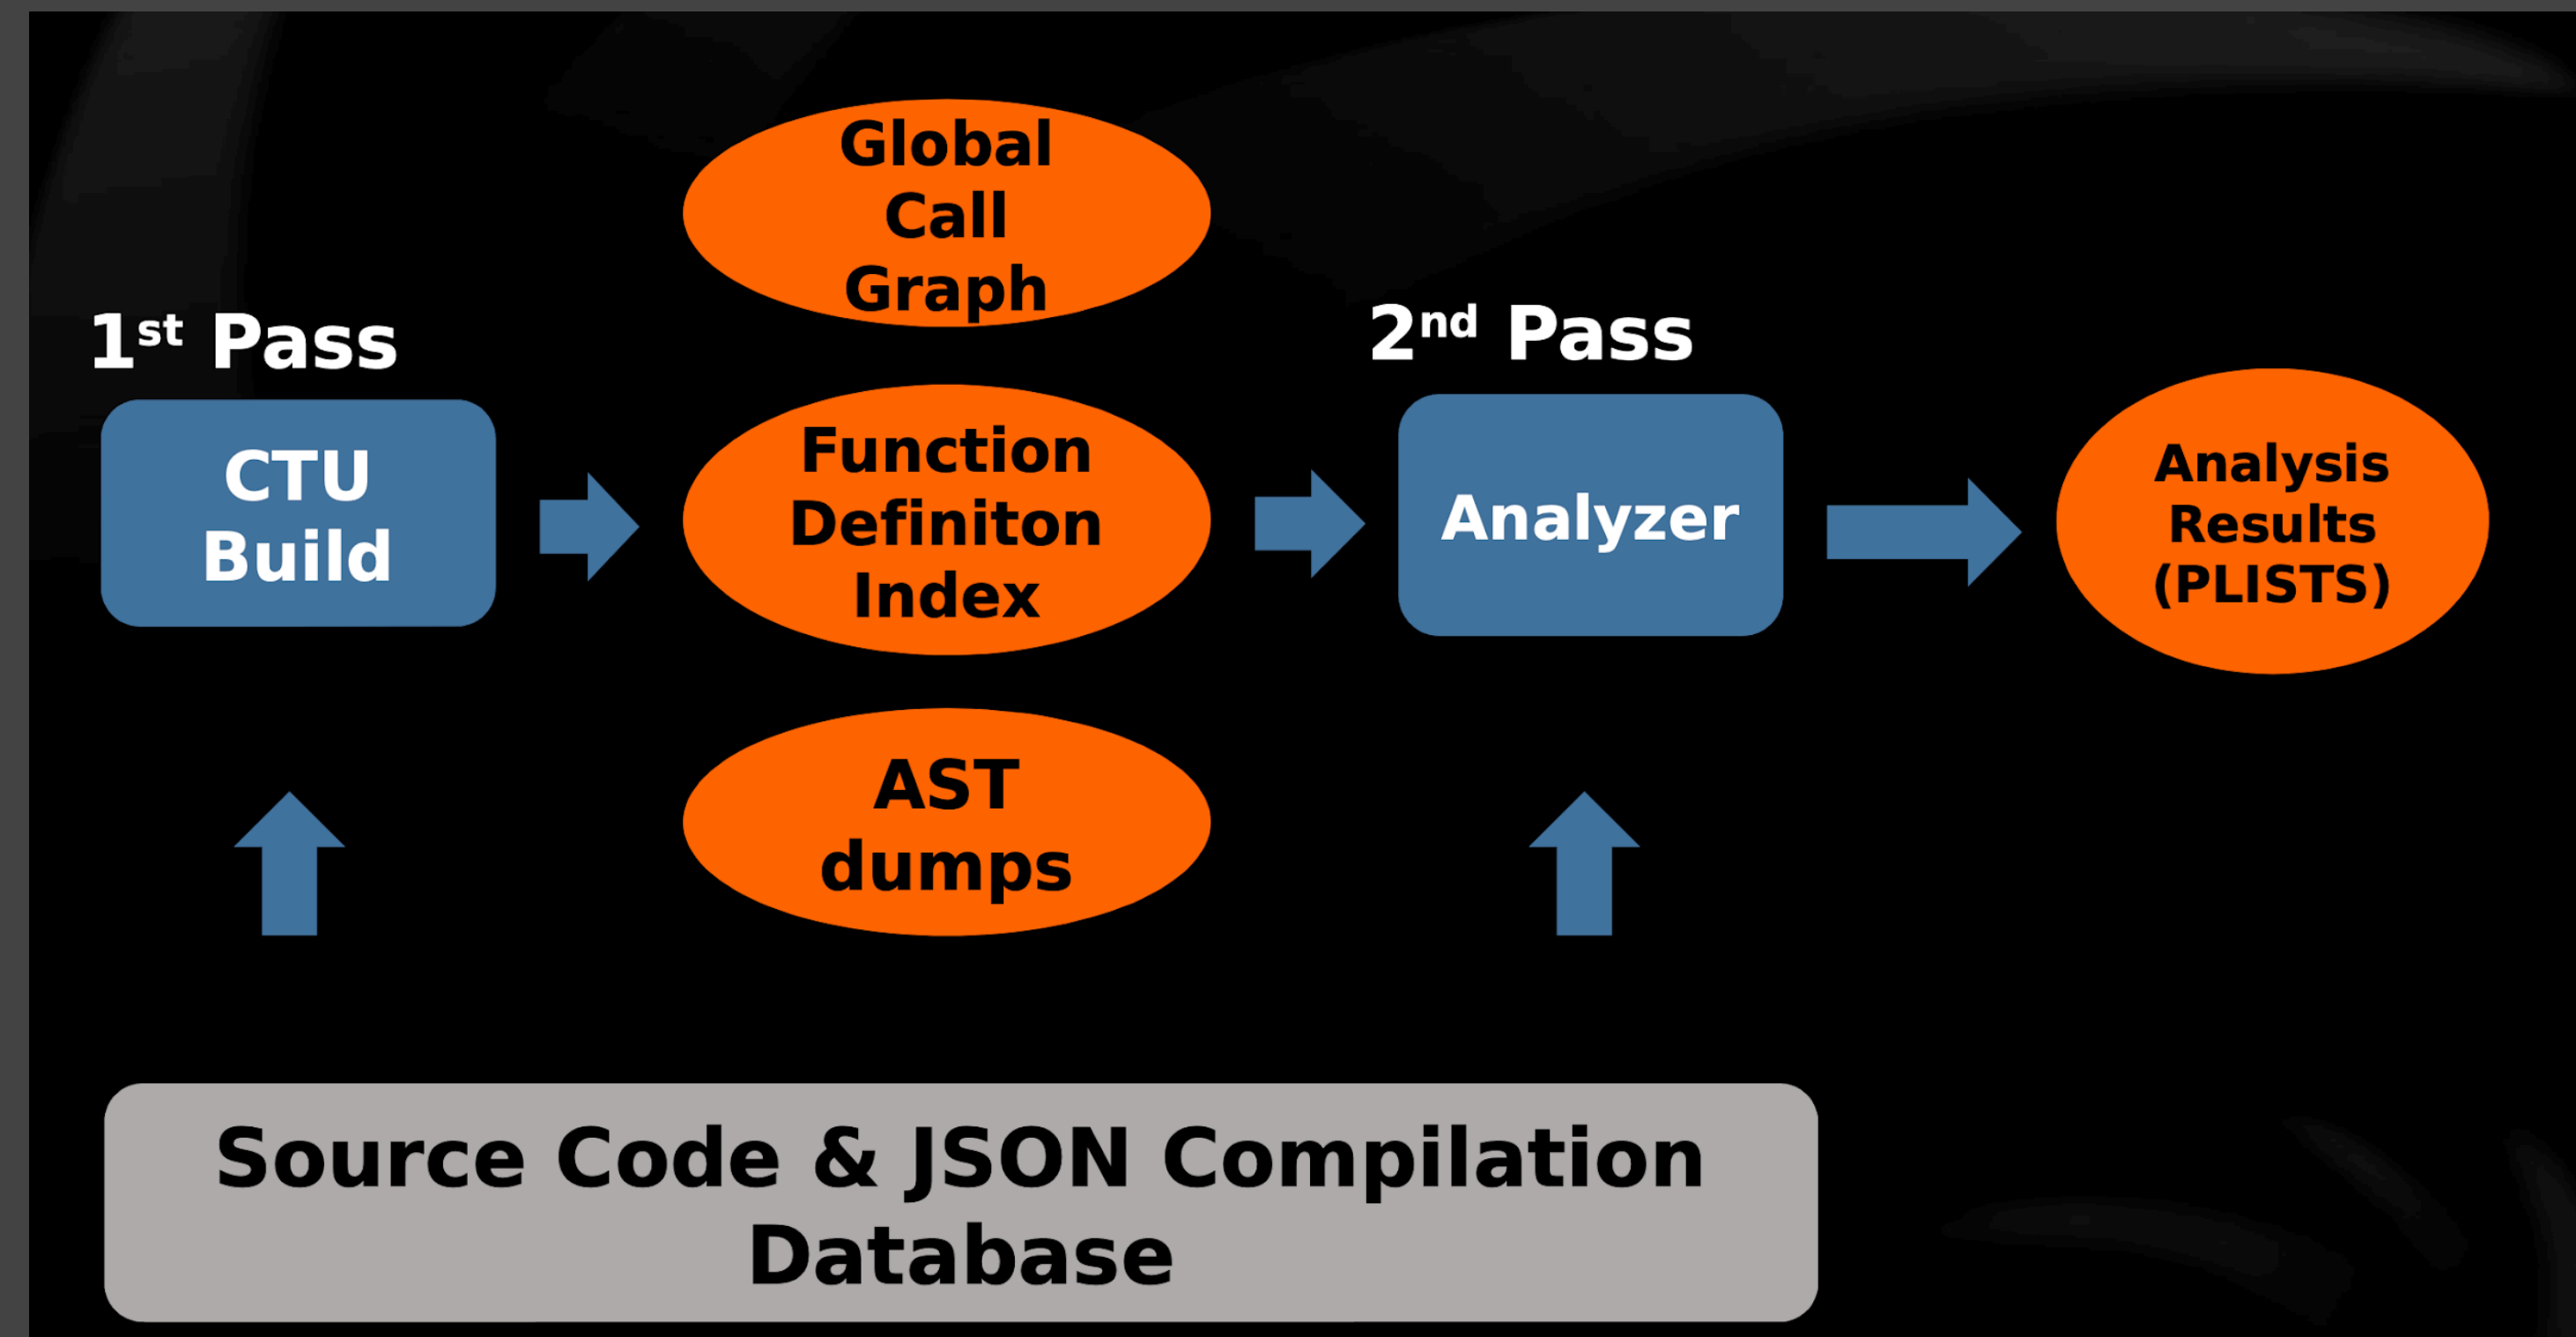 Global
Call
Graph
1st Pass
2nd Pass
CTU
Build
Function
Definiton
Index
Analyzer
Analysis
Results
(PLISTS)
AST
dumps
Source Code & JSON Compilation
Database